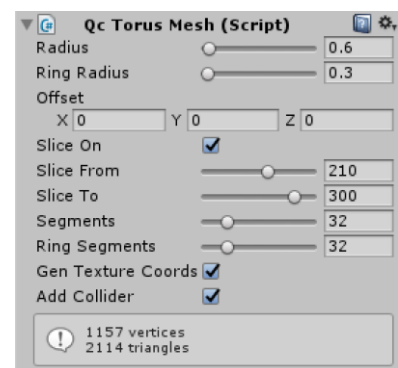 Qc Torus Mesh (Script)
Radius 0.6
Ring Radius 0.3
Offset
X 0 Y 0 Z 0
Slice On
Slice From 210
Slice To 300
Segments 32
Ring Segments 32
Gen Texture Coords
Add Collider
1157 vertices
2114 triangles